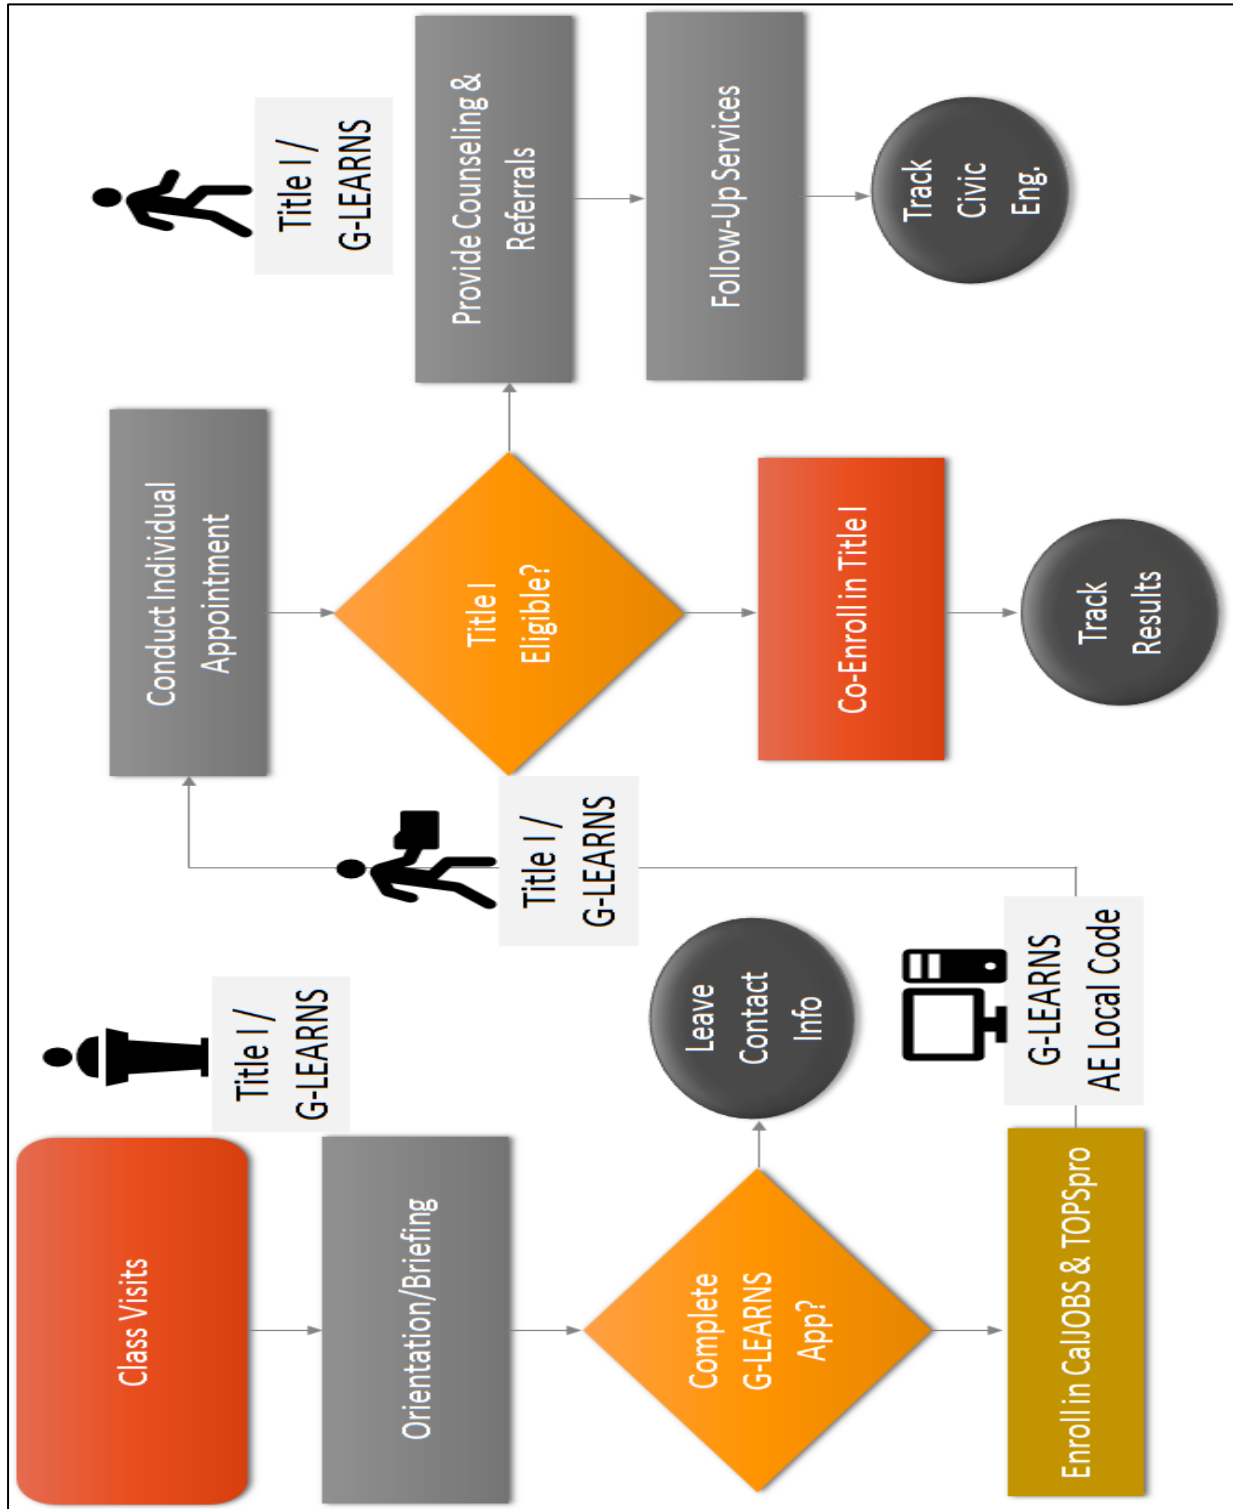 Class Visits
Title I /
G-LEARNS
Orientation/Briefing
Complete
G-LEARNS
App?
Leave
Contact
Info
Enroll in CalJOBS & TOPSpro
G-LEARNS
AE Local Code
Title I /
G-LEARNS
Conduct Individual
Appointment
Title I
Eligible?
Co-Enroll in Title I
Track
Results
Title I /
G-LEARNS
Provide Counseling &
Referrals
Follow-Up Services
Track
Civic
Eng.